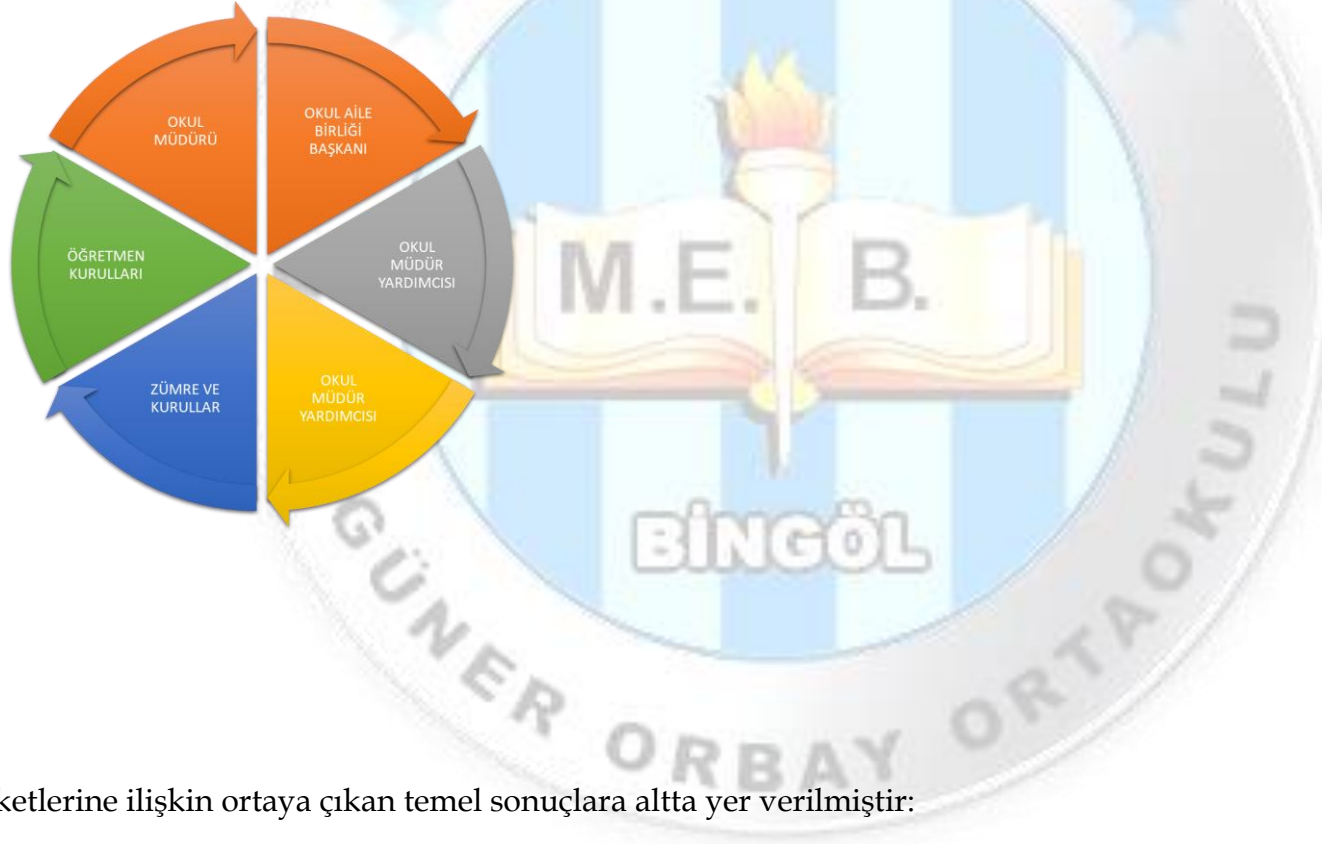 OKUL
MÜDÜRÜ
OKUL AİLE
BİRLİĞİ
BAŞKANI
OKUL
MÜDÜR
YARDIMCISI
OKUL
MÜDÜR
YARDIMCISI
ZÜMRE VE
KURULLAR
ÖĞRETMEN
KURULLARI
M.E. B.
BİNGÖL
GÜNER ORBAY ORTAOKULU
ketlerine ilişkin ortaya çıkan temel sonuçlara altta yer verilmiştir: